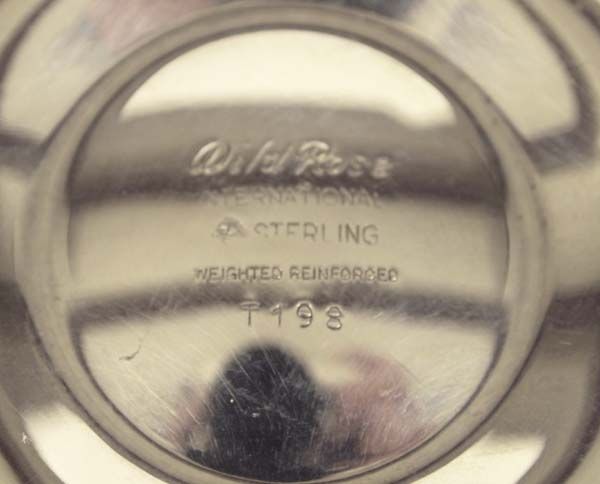 Wild Rose
INTERNATIONAL
STERLING
WEIGHTED REINFORCED
T198